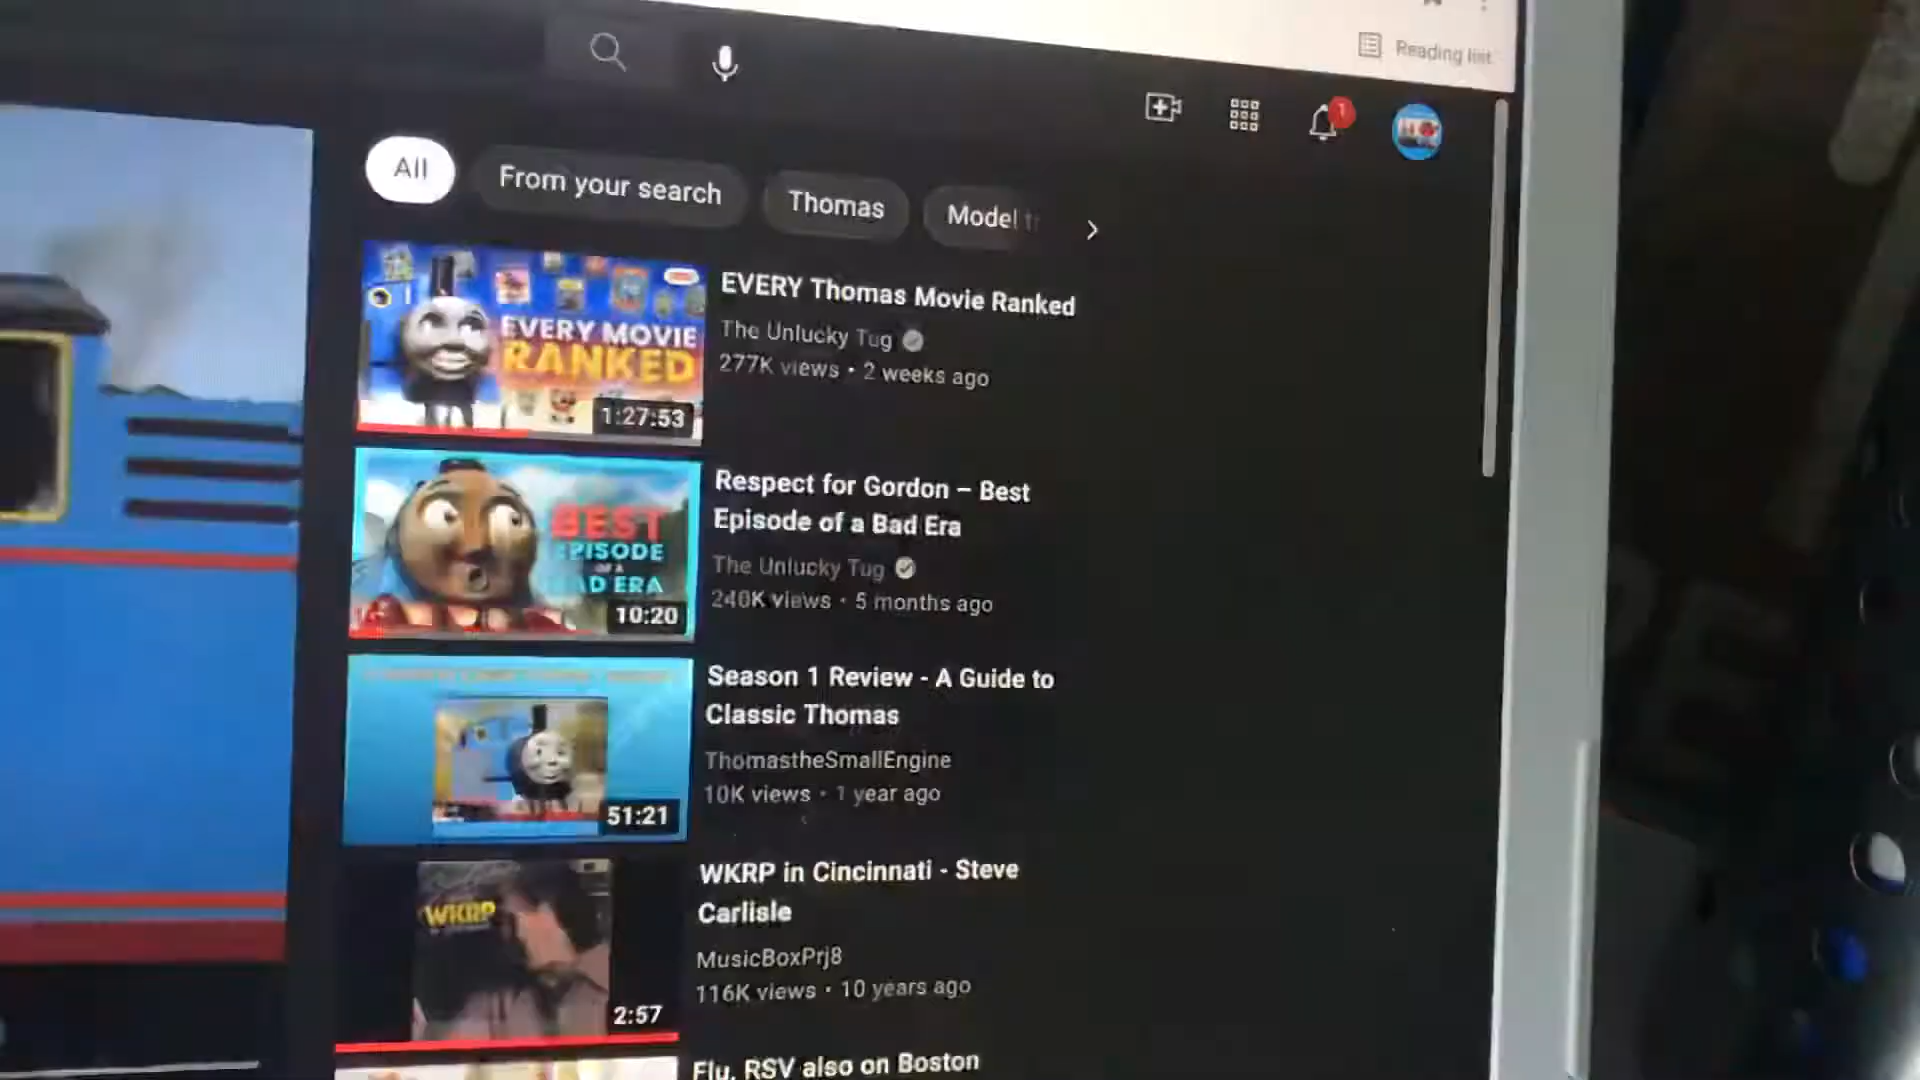 Reading list
1
All
From your search
Thomas
Model
EVERY MOVIE
RANKED
1:27:53
EVERY Thomas Movie Ranked
The Unlucky Tug
277K views • 2 weeks ago
BEST
EPISODE
OF A
BAD ERA
10:20
Respect for Gordon – Best
Episode of a Bad Era
The Unlucky Tug
240K views • 5 months ago
51:21
Season 1 Review - A Guide to
Classic Thomas
ThomastheSmallEngine
10K views • 1 year ago
WKRP
2:57
WKRP in Cincinnati - Steve
Carlisle
MusicBoxPrj8
116K views • 10 years ago
Flu, RSV also on Boston